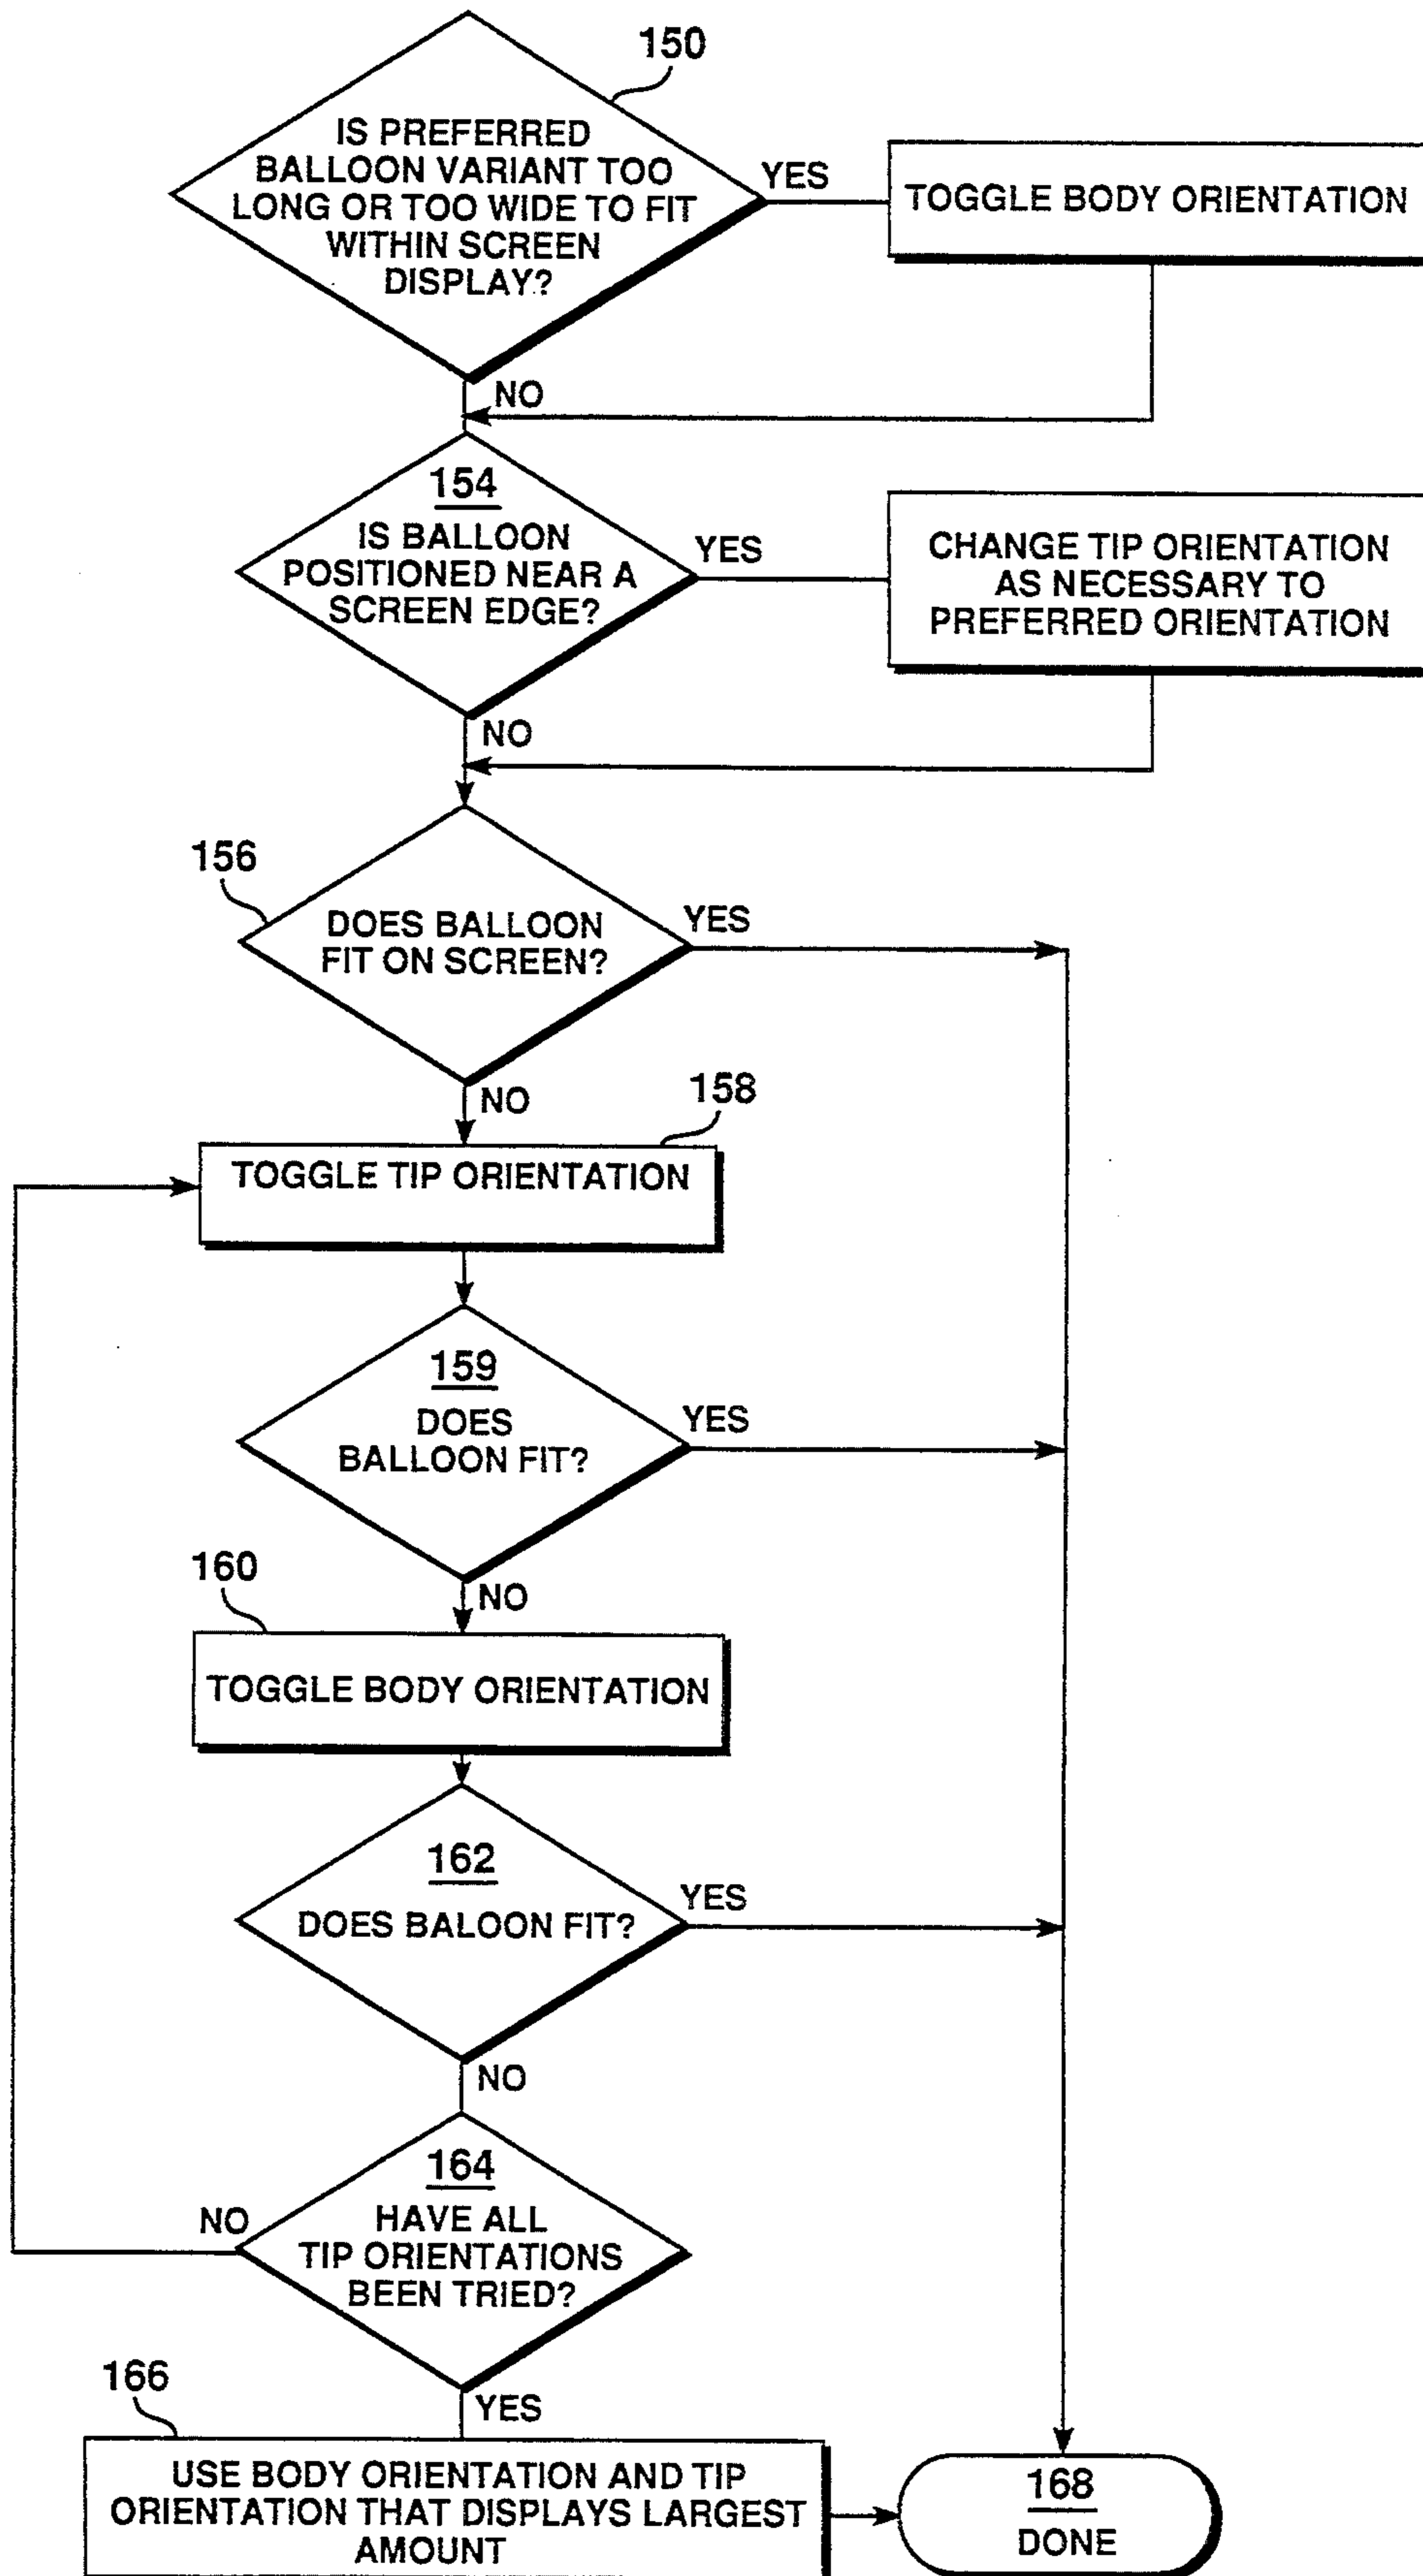 150
IS PREFERRED
BALLOON VARIANT TOO
LONG OR TOO WIDE TO FIT
WITHIN SCREEN
DISPLAY?
YES
TOGGLE BODY ORIENTATION
NO
154
IS BALLOON
POSITIONED NEAR A
SCREEN EDGE?
YES
CHANGE TIP ORIENTATION
AS NECESSARY TO
PREFERRED ORIENTATION
NO
156
DOES BALLOON
FIT ON SCREEN?
YES
NO
158
TOGGLE TIP ORIENTATION
159
DOES
BALLOON FIT?
YES
NO
160
TOGGLE BODY ORIENTATION
162
DOES BALOON FIT?
YES
NO
164
HAVE ALL
TIP ORIENTATIONS
BEEN TRIED?
NO
YES
166
USE BODY ORIENTATION AND TIP
ORIENTATION THAT DISPLAYS LARGEST
AMOUNT
168
DONE